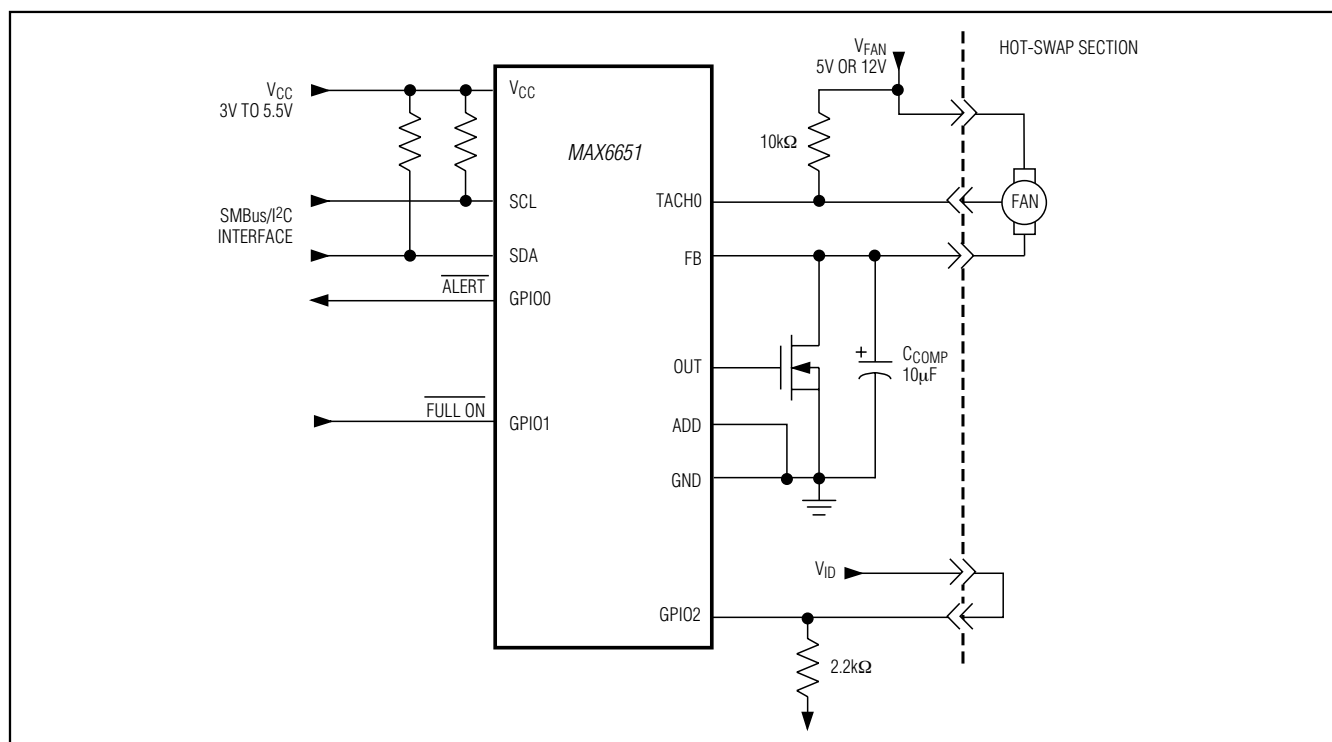 HOT-SWAP SECTION
VFAN
5V OR 12V
VCC
3V TO 5.5V
VCC
MAX6651
10kΩ
SCL
TACH0
FAN
SMBus/I²C
INTERFACE
SDA
FB
ALERT
GPIO0
OUT
+
CCOMP
10µF
FULL ON
GPIO1
ADD
GND
VID
GPIO2
2.2kΩ